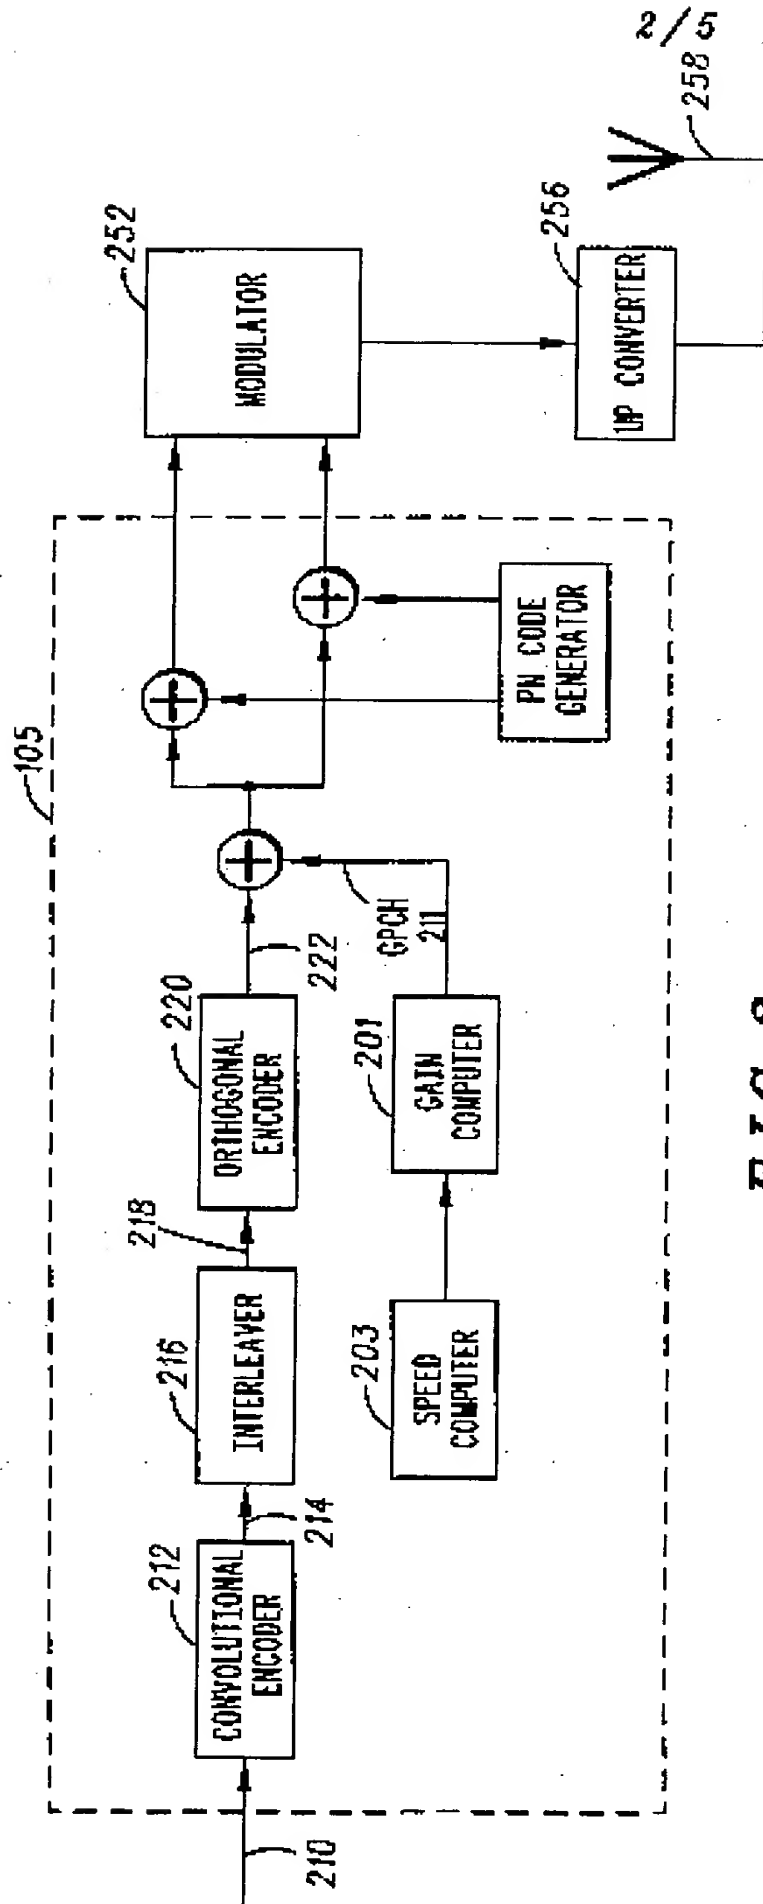 2/5
105
210
CONVOLUTIONAL
ENCODER
212
214
INTERLEAVER
216
218
ORTHOGONAL
ENCODER
220
222
SPEED
COMPUTER
203
GAIN
COMPUTER
201
GPCH
211
PN CODE
GENERATOR
MODULATOR
252
UP CONVERTER
256
258